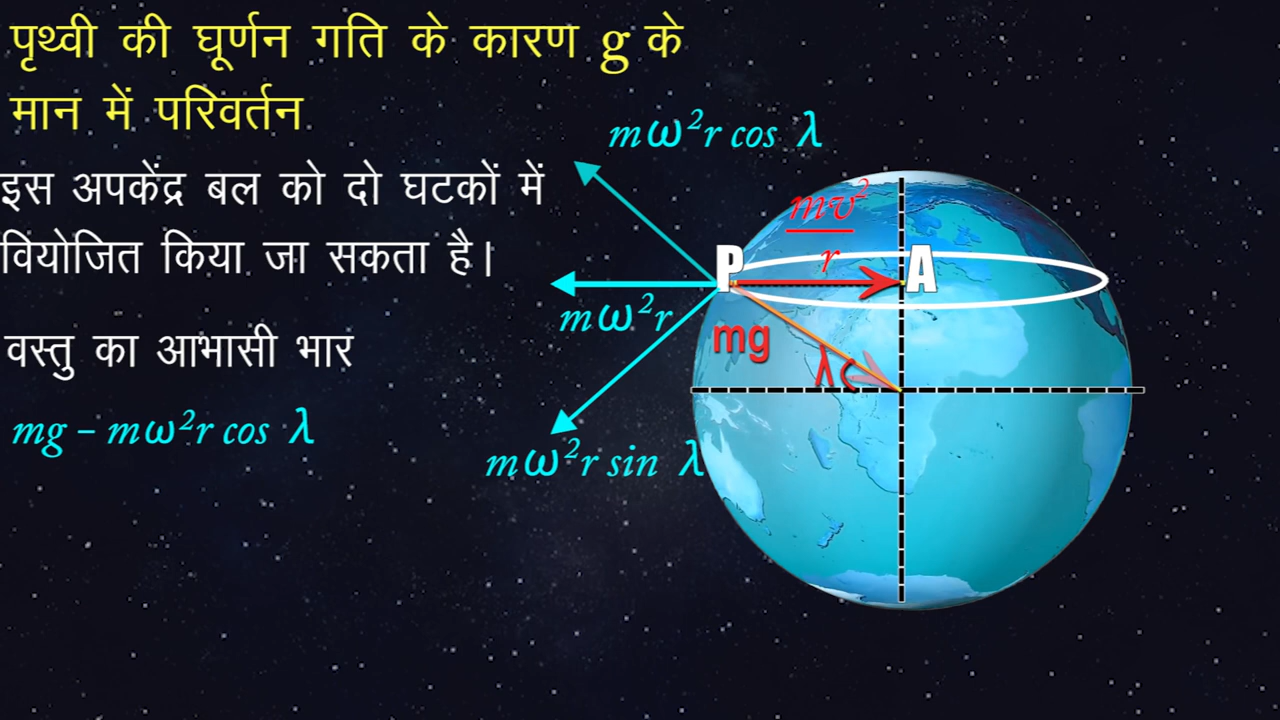 पृथ्वी की घूर्णन गति के कारण g के
मान में परिवर्तन
इस अपकेंद्र बल को दो घटकों में
वियोजित किया जा सकता है।
वस्तु का आभासी भार
mg – mω²r cos λ
mω²r cos λ
mv²
r
P
A
mω²r
mg
λ
mω²r sin λ